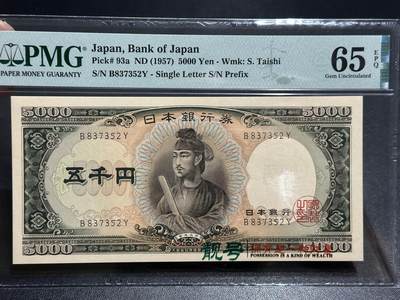 PMG
PAPER MONEY GUARANTY
Japan, Bank of Japan
Pick# 93a ND (1957) 5000 Yen - Wmk: S. Taishi
S/N B837352Y - Single Letter S/N Prefix
65 EPQ
Gem Uncirculated
5000 5000
日本銀行券
B837352Y
五千円
日本銀行
B837352Y
5000 5000
靓号
POSSESSION IS A KIND OF WEALTH